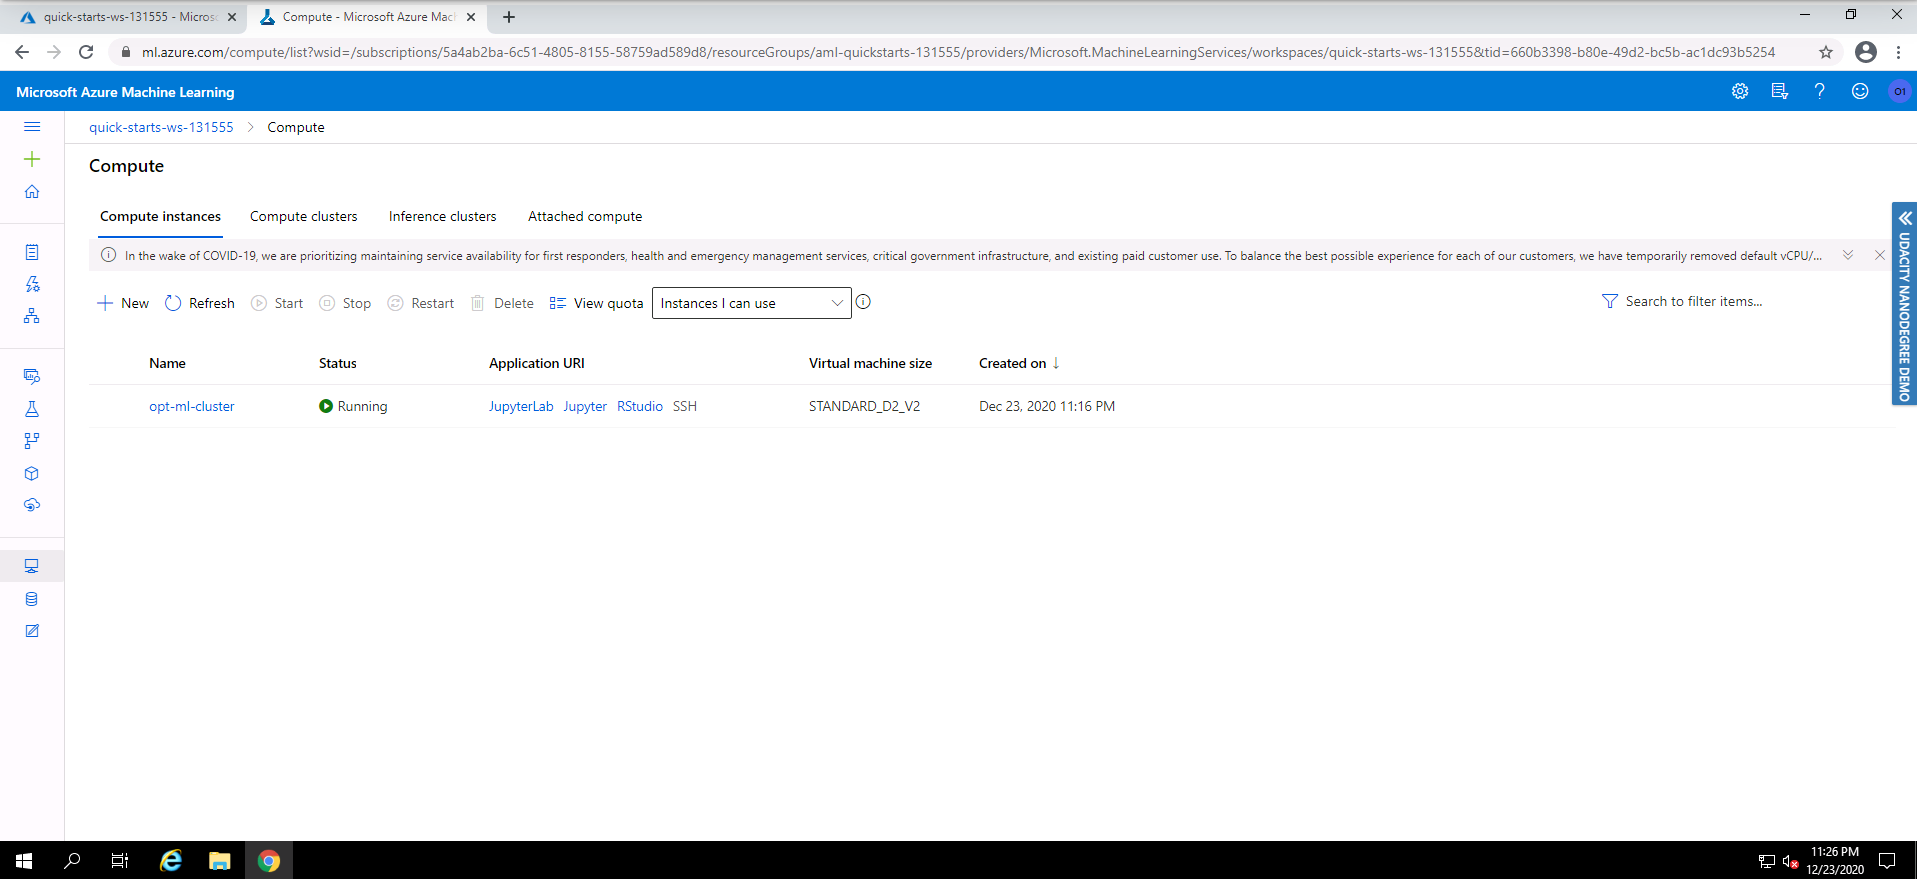 quick-starts-ws-131555 - Micros
Compute - Microsoft Azure Mac
ml.azure.com/compute/list?wsid=/subscriptions/5a4ab2ba-6c51-4805-8155-58759ad589d8/resourceGroups/aml-quickstarts-131555/providers/Microsoft.MachineLearningServices/workspaces/quick-starts-ws-131555&tid=660b3398-b80e-49d2-bc5b-ac1dc93b5254
Microsoft Azure Machine Learning
O1
quick-starts-ws-131555 > Compute
Compute
Compute instances Compute clusters Inference clusters Attached compute
In the wake of COVID-19, we are prioritizing maintaining service availability for first responders, health and emergency management services, critical government infrastructure, and existing paid customer use. To balance the best possible experience for each of our customers, we have temporarily removed default vCPU/...
New Refresh Start Stop Restart Delete View quota Instances I can use Search to filter items...
Name Status Application URI Virtual machine size Created on ↓
opt-ml-cluster Running JupyterLab Jupyter RStudio SSH STANDARD_D2_V2 Dec 23, 2020 11:16 PM
UDACITY NANODEGREE DEMO
11:26 PM
12/23/2020